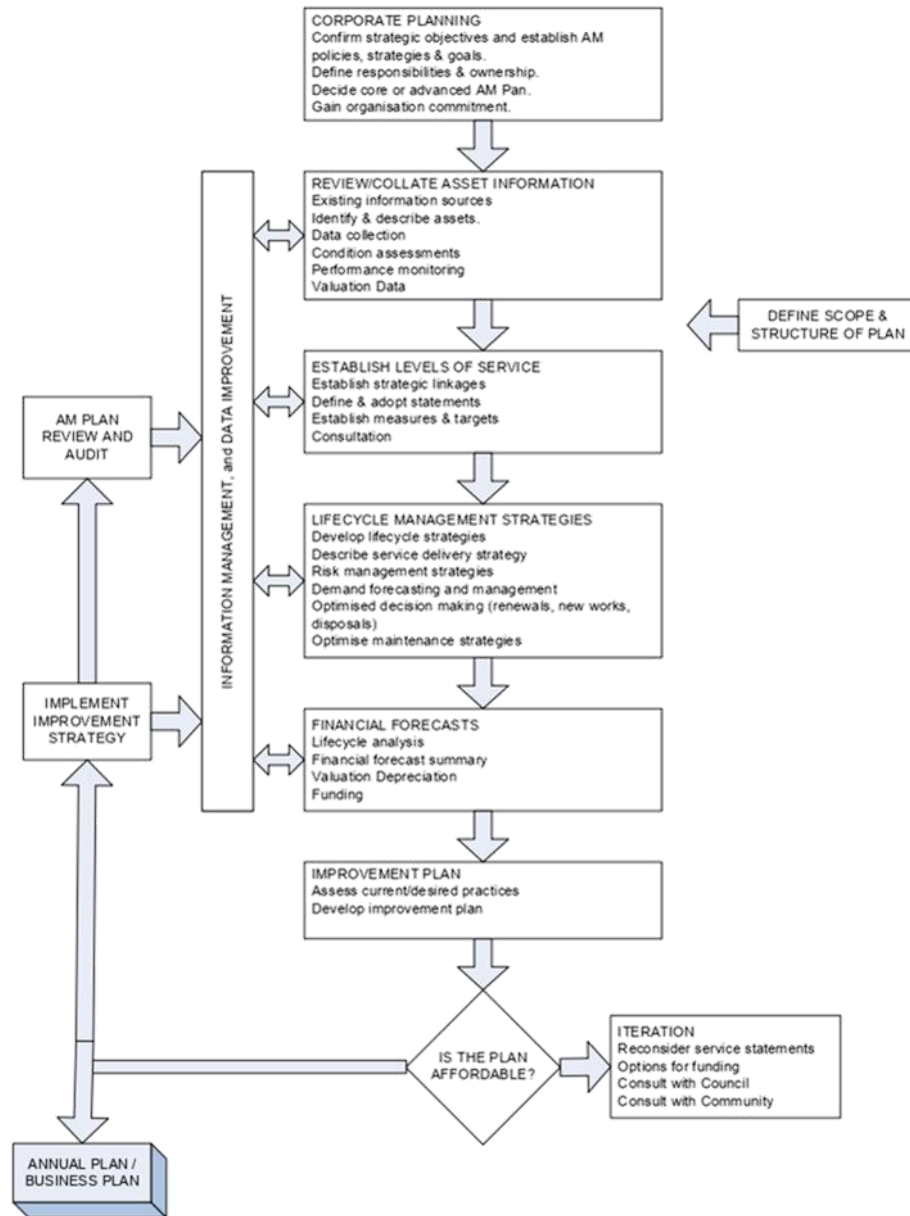 CORPORATE PLANNING
Confirm strategic objectives and establish AM
policies, strategies & goals.
Define responsibilities & ownership.
Decide core or advanced AM Pan.
Gain organisation commitment.
REVIEW/COLLATE ASSET INFORMATION
Existing information sources
Identify & describe assets.
Data collection
Condition assessments
Performance monitoring
Valuation Data
DEFINE SCOPE &
STRUCTURE OF PLAN
INFORMATION MANAGEMENT, and DATA IMPROVEMENT
ESTABLISH LEVELS OF SERVICE
Establish strategic linkages
Define & adopt statements
Establish measures & targets
Consultation
AM PLAN
REVIEW AND
AUDIT
LIFECYCLE MANAGEMENT STRATEGIES
Develop lifecycle strategies
Describe service delivery strategy
Risk management strategies
Demand forecasting and management
Optimised decision making (renewals, new works,
disposals)
Optimise maintenance strategies
IMPLEMENT
IMPROVEMENT
STRATEGY
FINANCIAL FORECASTS
Lifecycle analysis
Financial forecast summary
Valuation Depreciation
Funding
IMPROVEMENT PLAN
Assess current/desired practices
Develop improvement plan
IS THE PLAN
AFFORDABLE?
ITERATION
Reconsider service statements
Options for funding
Consult with Council
Consult with Community
ANNUAL PLAN /
BUSINESS PLAN